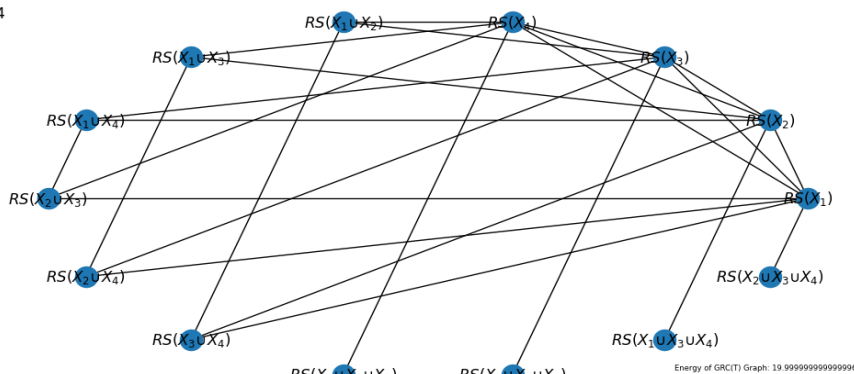 4
RS(X₁∪X₂)
RS(X₄)
RS(X₁∪X₃)
RS(X₃)
RS(X₁∪X₄)
RS(X₂)
RS(X₂∪X₃)
RS(X₁)
RS(X₂∪X₄)
RS(X₂∪X₃∪X₄)
RS(X₃∪X₄)
RS(X₁∪X₃∪X₄)
Energy of GRC(T) Graph: 19.999999999999996